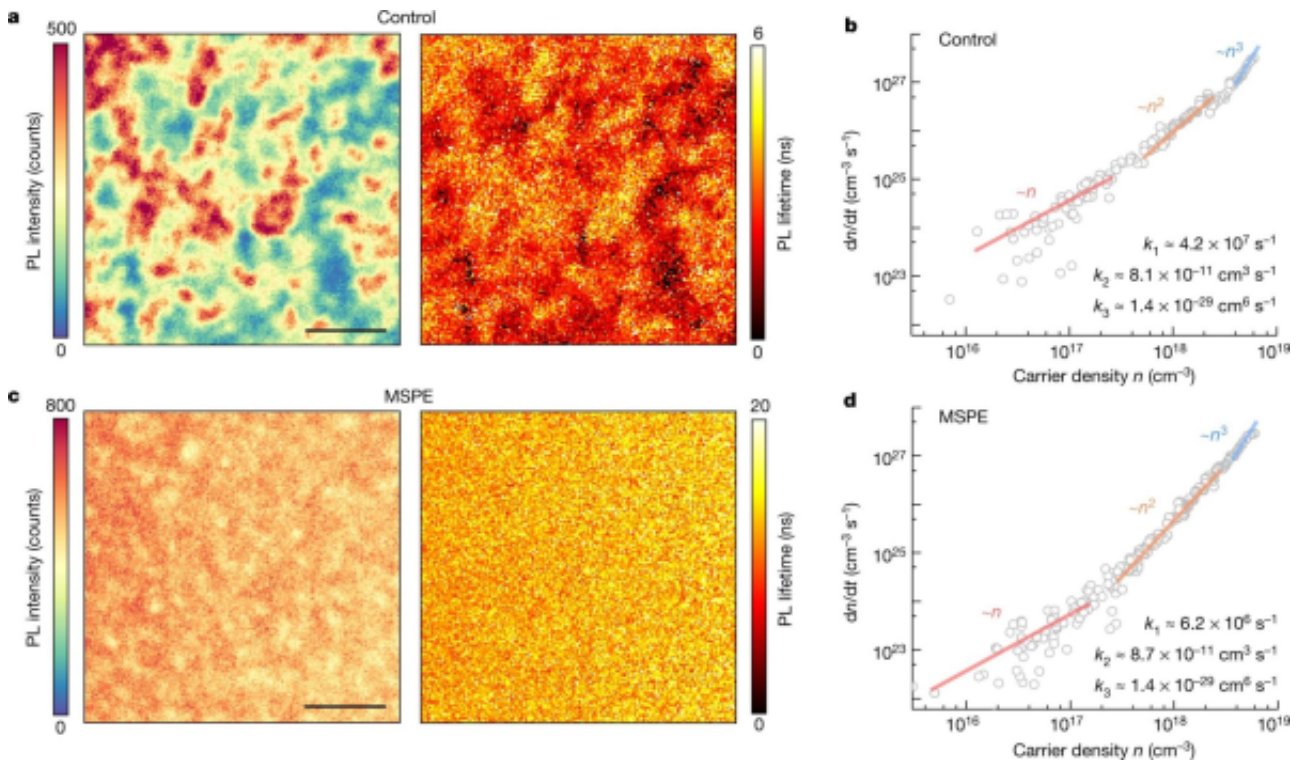 a
Control
500
PL intensity (counts)
0
6
PL lifetime (ns)
0
b
Control
~n³
~n²
~n
10²⁷
10²⁵
10²³
dn/dt (cm⁻³ s⁻¹)
k₁ ≈ 4.2 × 10⁷ s⁻¹
k₂ ≈ 8.1 × 10⁻¹¹ cm³ s⁻¹
k₃ ≈ 1.4 × 10⁻²⁹ cm⁶ s⁻¹
10¹⁶ 10¹⁷ 10¹⁸ 10¹⁹
Carrier density n (cm⁻³)
c
MSPE
800
PL intensity (counts)
0
20
PL lifetime (ns)
0
d
MSPE
~n³
~n²
~n
10²⁷
10²⁵
10²³
dn/dt (cm⁻³ s⁻¹)
k₁ ≈ 6.2 × 10⁶ s⁻¹
k₂ ≈ 8.7 × 10⁻¹¹ cm³ s⁻¹
k₃ ≈ 1.4 × 10⁻²⁹ cm⁶ s⁻¹
10¹⁶ 10¹⁷ 10¹⁸ 10¹⁹
Carrier density n (cm⁻³)